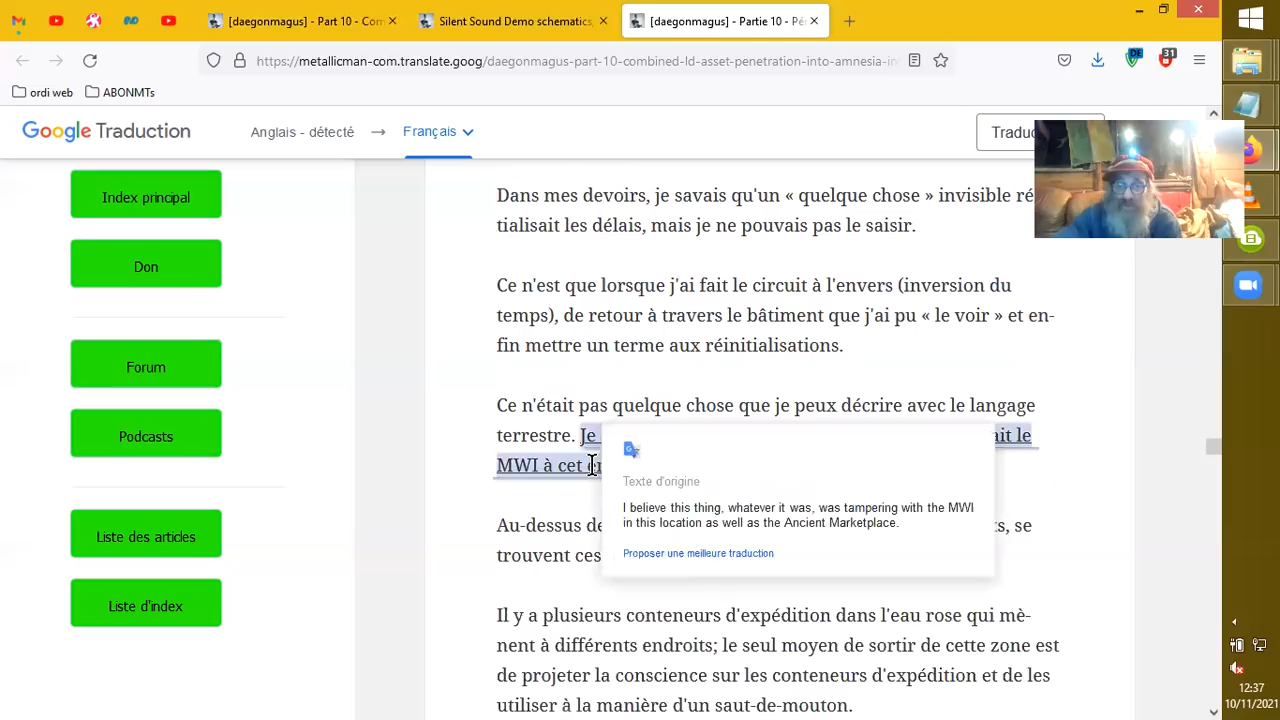 [daegonmagus] - Part 10 - Con
Silent Sound Demo schematics,
[daegonmagus] - Partie 10 - Pé
https://metallicman-com.translate.goog/daegonmagus-part-10-combined-ld-asset-penetration-into-amnesia-in
DE
31
ordi web
ABONMTs
Google Traduction
Anglais - détecté
Français
Traduc
Index principal
Don
Forum
Podcasts
Liste des articles
Liste d'index
Dans mes devoirs, je savais qu'un « quelque chose » invisible ré
tialisait les délais, mais je ne pouvais pas le saisir.
Ce n'est que lorsque j'ai fait le circuit à l'envers (inversion du
temps), de retour à travers le bâtiment que j'ai pu « le voir » et en-
fin mettre un terme aux réinitialisations.
Ce n'était pas quelque chose que je peux décrire avec le langage
terrestre. Je
ait le
MWI à cet
Texte d'origine
I believe this thing, whatever it was, was tampering with the MWI
in this location as well as the Ancient Marketplace.
Proposer une meilleure traduction
Au-dessus de
s, se
trouvent ces
Il y a plusieurs conteneurs d'expédition dans l'eau rose qui mè-
nent à différents endroits; le seul moyen de sortir de cette zone est
de projeter la conscience sur les conteneurs d'expédition et de les
utiliser à la manière d'un saut-de-mouton.
12:37
10/11/2021